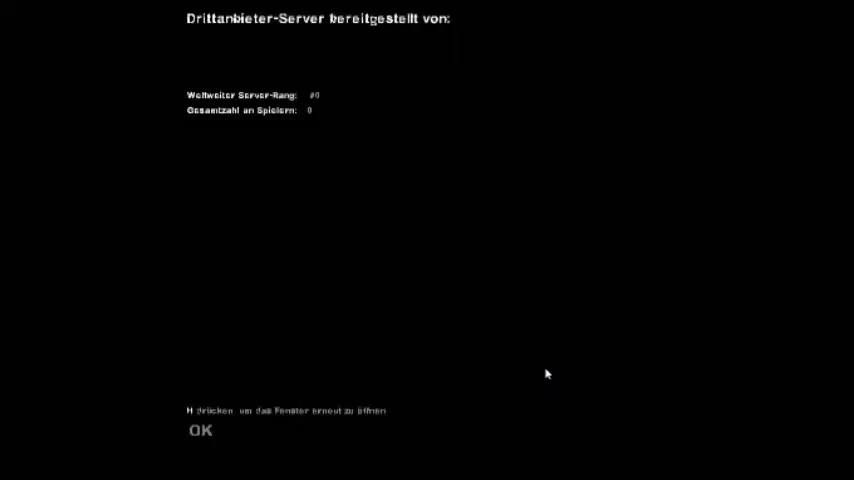 Drittanbieter-Server bereitgestellt von:
Weltweiter Server-Rang: #0
Gesamtzahl an Spielern: 0
H drücken, um das Fenster erneut zu öffnen
OK